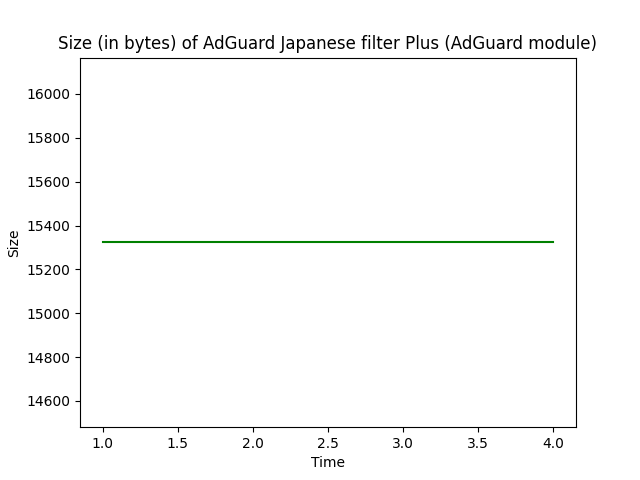 Size (in bytes) of AdGuard Japanese filter Plus (AdGuard module)
16000
15800
15600
15400
15200
15000
14800
14600
Size
1.0 1.5 2.0 2.5 3.0 3.5 4.0
Time